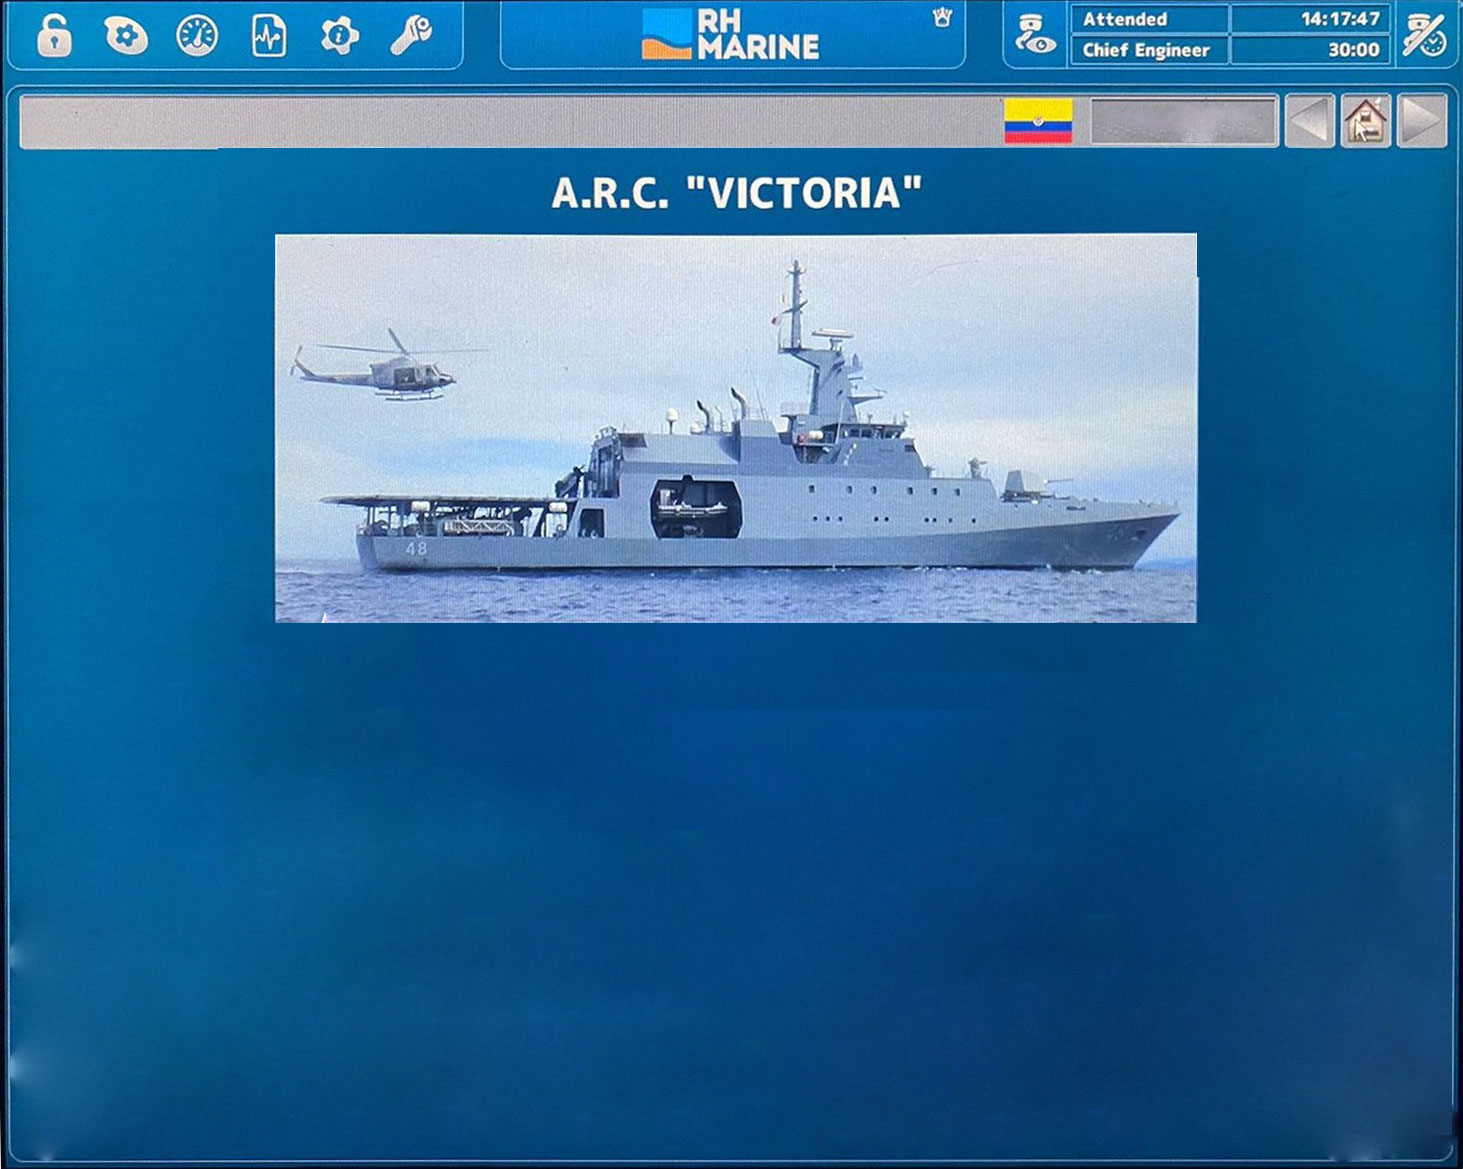 RH
MARINE
Attended 14:17:47
Chief Engineer 30:00
A.R.C. "VICTORIA"
48